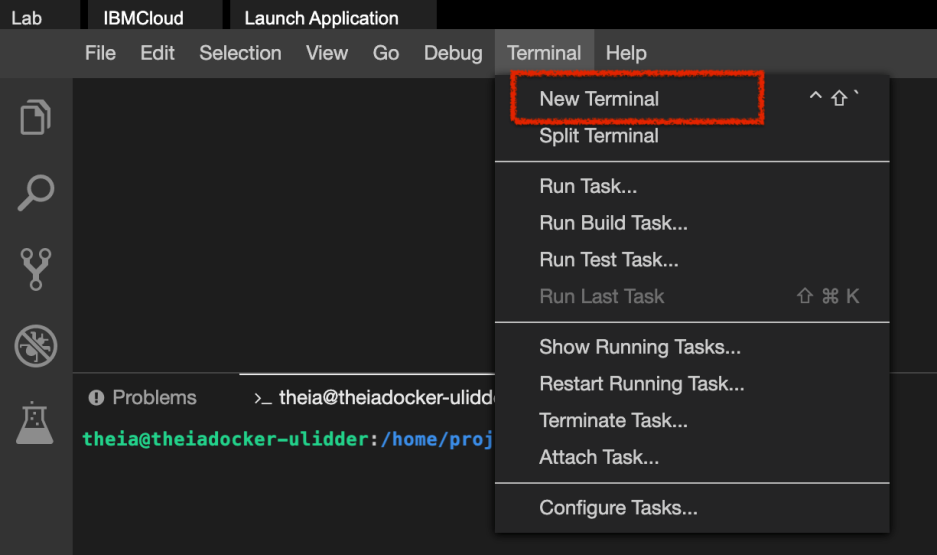 Lab IBMCloud Launch Application
File Edit Selection View Go Debug Terminal Help
New Terminal ^ ⇧ `
Split Terminal
Run Task...
Run Build Task...
Run Test Task...
Run Last Task ⇧ ⌘ K
Show Running Tasks...
Restart Running Task...
Terminate Task...
Attach Task...
Configure Tasks...
Problems >_ theia@theiadocker-ulidd
theia@theiadocker-ulidder:/home/proj